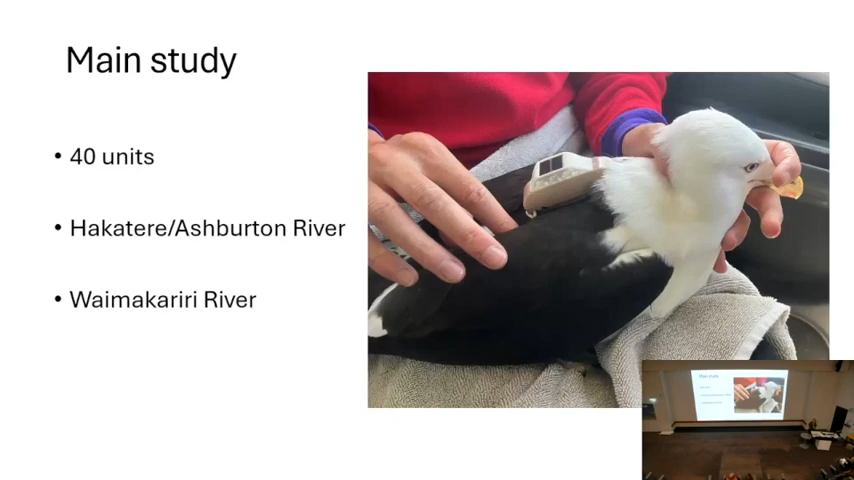 Main study
• 40 units
• Hakatere/Ashburton River
• Waimakariri River